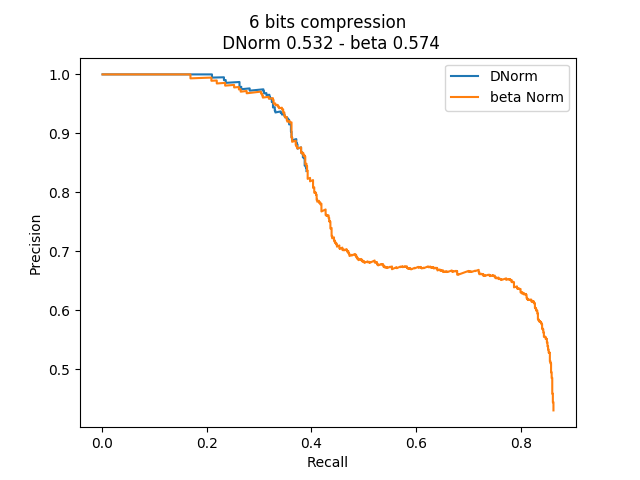 6 bits compression
DNorm 0.532 - beta 0.574
DNorm
beta Norm
1.0
0.9
0.8
0.7
0.6
0.5
Precision
0.0 0.2 0.4 0.6 0.8
Recall